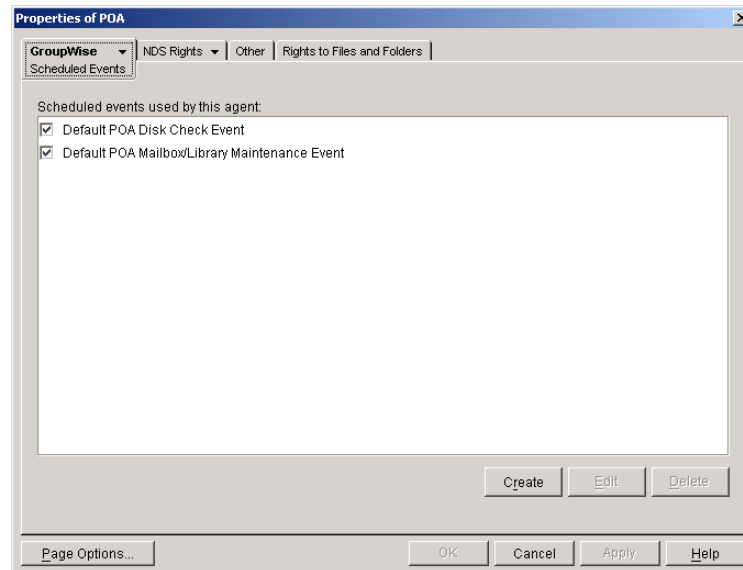 Properties of POA
GroupWise NDS Rights Other Rights to Files and Folders
Scheduled Events
Scheduled events used by this agent:
Default POA Disk Check Event
Default POA Mailbox/Library Maintenance Event
Create Edit Delete
Page Options... OK Cancel Apply Help